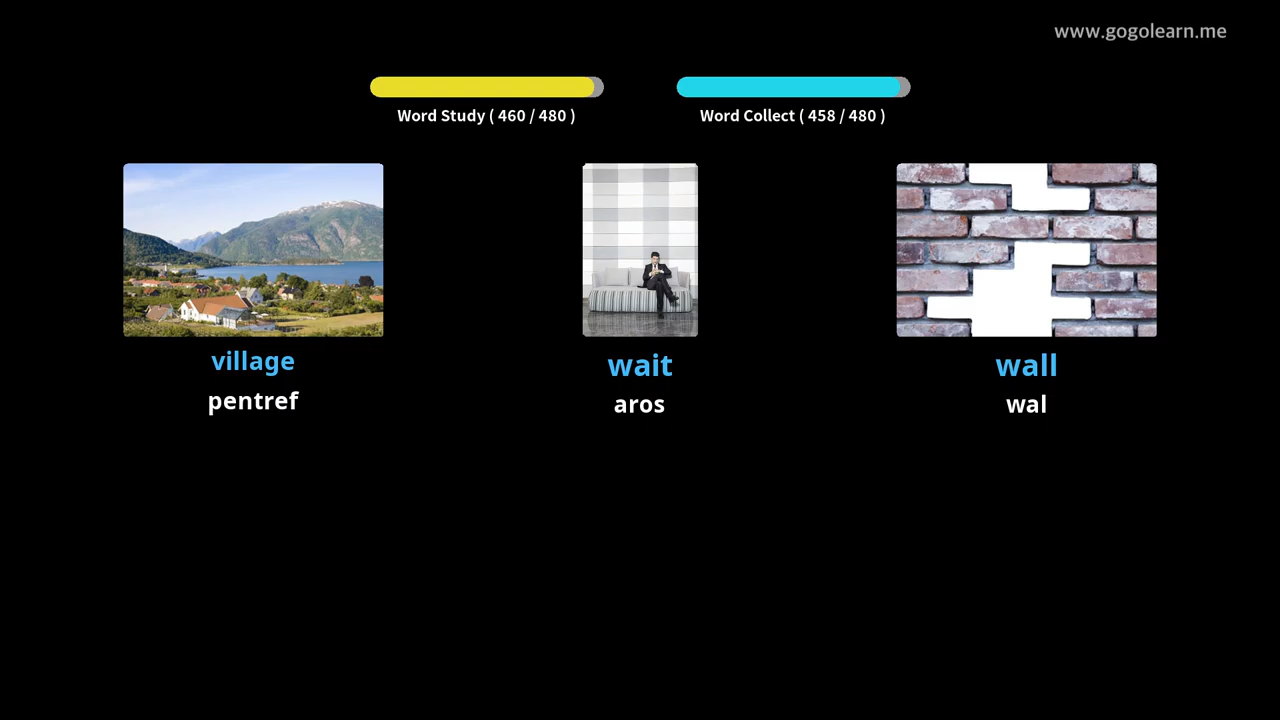 www.gogolearn.me
Word Study ( 460 / 480 )
Word Collect ( 458 / 480 )
village
wait
wall
pentref
aros
wal